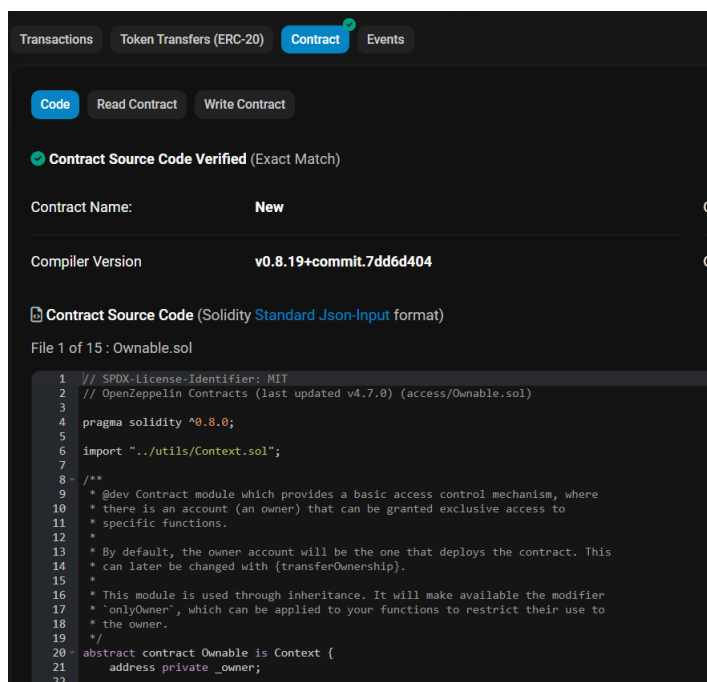 Transactions Token Transfers (ERC-20) Contract Events
Code Read Contract Write Contract
Contract Source Code Verified (Exact Match)
Contract Name: New
Compiler Version v0.8.19+commit.7dd6d404
Contract Source Code (Solidity Standard Json-Input format)
File 1 of 15 : Ownable.sol
1 // SPDX-License-Identifier: MIT
2 // OpenZeppelin Contracts (last updated v4.7.0) (access/Ownable.sol)
3
4 pragma solidity ^0.8.0;
5
6 import "../utils/Context.sol";
7
8 /**
9 * @dev Contract module which provides a basic access control mechanism, where
10 * there is an account (an owner) that can be granted exclusive access to
11 * specific functions.
12 *
13 * By default, the owner account will be the one that deploys the contract. This
14 * can later be changed with {transferOwnership}.
15 *
16 * This module is used through inheritance. It will make available the modifier
17 * `onlyOwner`, which can be applied to your functions to restrict their use to
18 * the owner.
19 */
20 abstract contract Ownable is Context {
21 address private _owner;
22